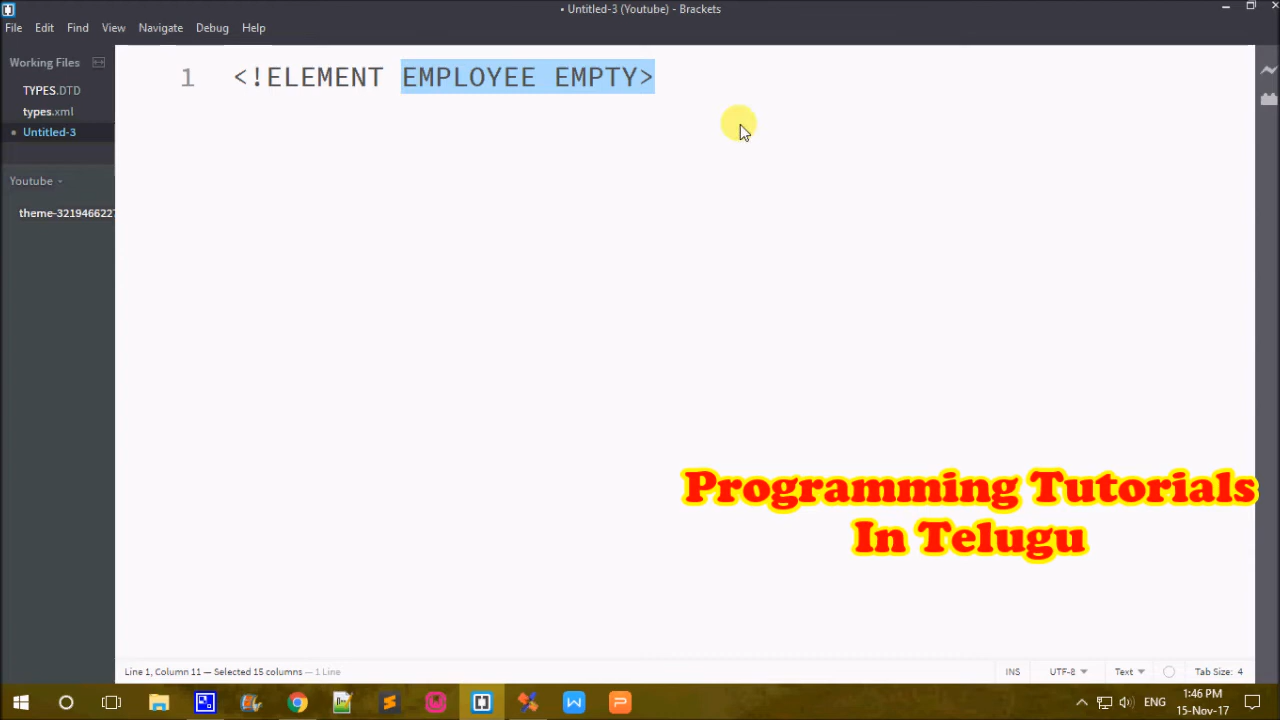 • Untitled-3 (Youtube) - Brackets
File Edit Find View Navigate Debug Help
Working Files
TYPES.DTD
types.xml
• Untitled-3
Youtube
theme-3219466227
1 <!ELEMENT EMPLOYEE EMPTY>
Programming Tutorials
In Telugu
Line 1, Column 11 — Selected 15 columns — 1 Line
INS UTF-8 Text Tab Size: 4
ENG
1:46 PM
15-Nov-17